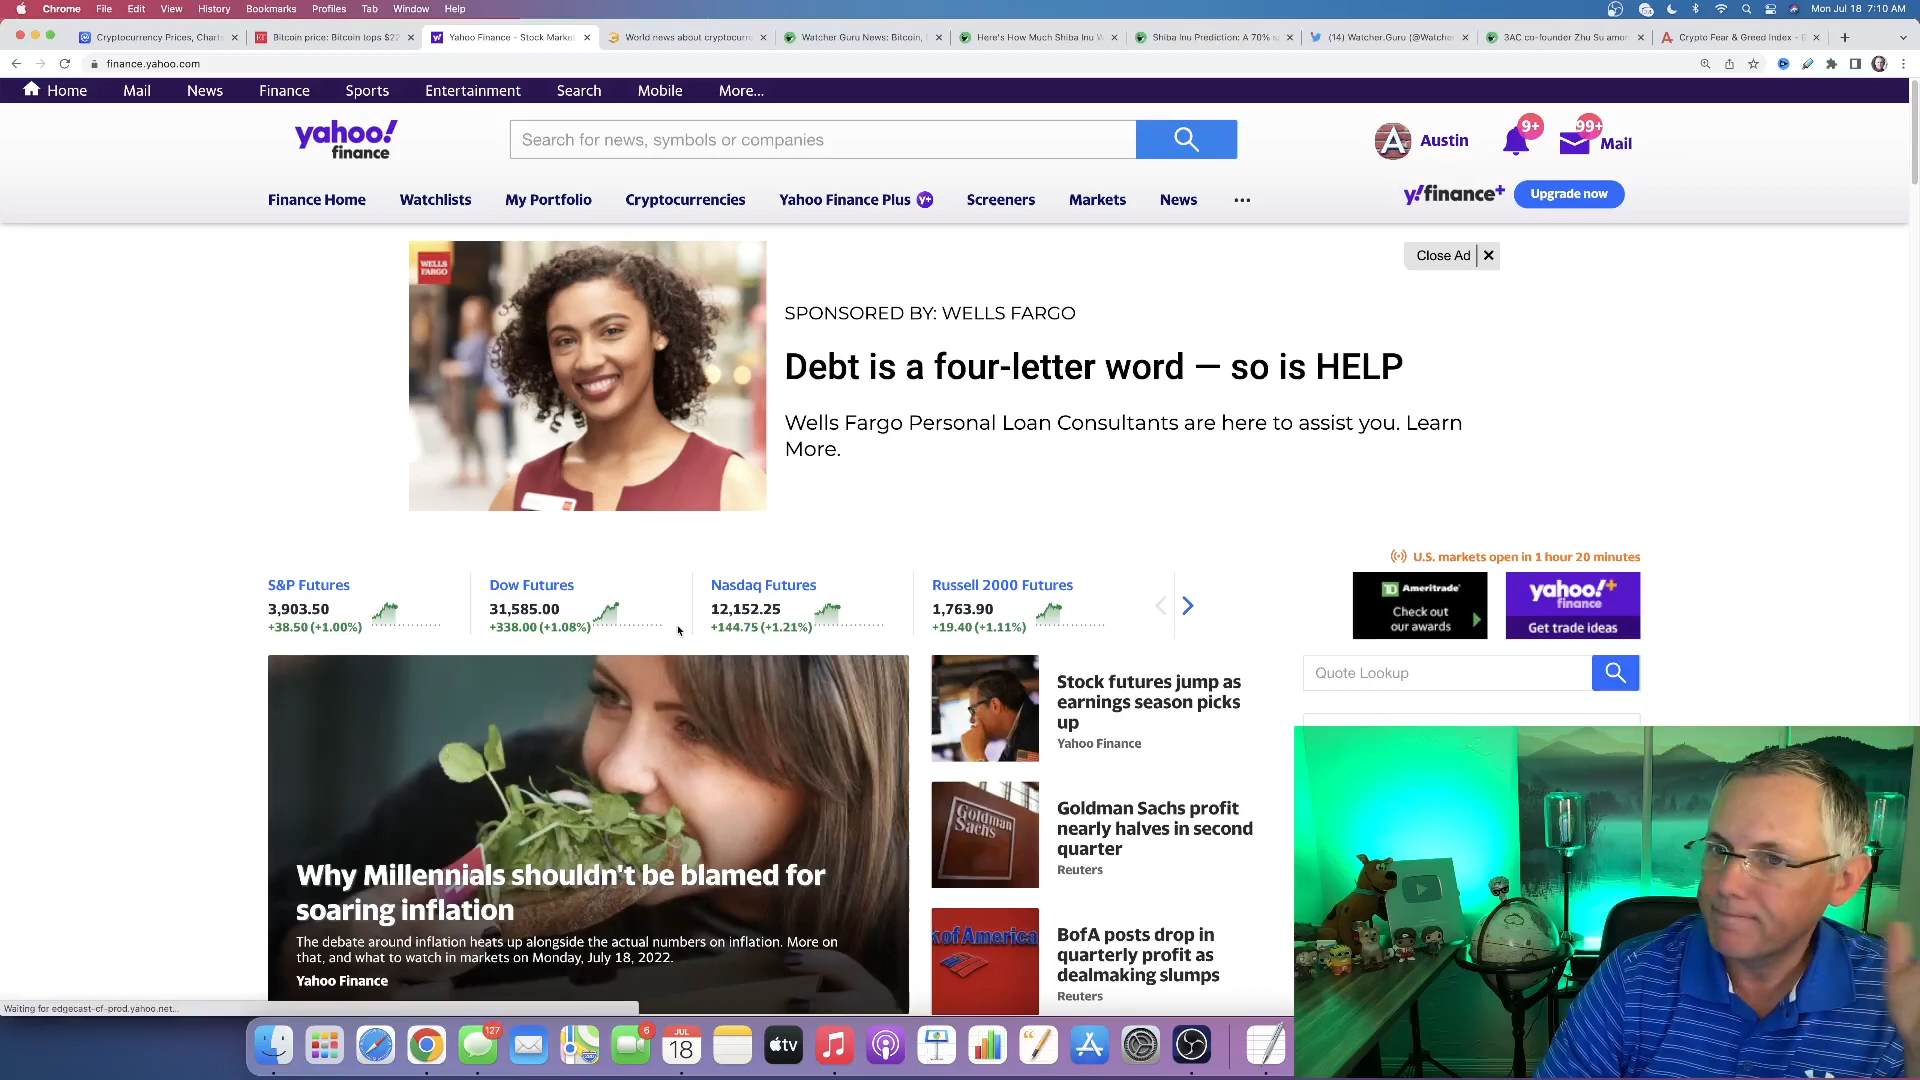 Chrome File Edit View History Bookmarks Profiles Tab Window Help
Mon Jul 18 7:10 AM
Cryptocurrency Prices, Chart
Bitcoin price: Bitcoin tops $22
Yahoo Finance - Stock Market
World news about cryptocurre
Watcher Guru News: Bitcoin,
Here's How Much Shiba Inu W
Shiba Inu Prediction: A 70% s
(14) Watcher.Guru (@Watche
3AC co-founder Zhu Su amon
Crypto Fear & Greed Index - B
finance.yahoo.com
Home Mail News Finance Sports Entertainment Search Mobile More...
yahoo!
finance
Search for news, symbols or companies
Austin
9+
99+
Mail
Finance Home Watchlists My Portfolio Cryptocurrencies Yahoo Finance Plus Y+ Screeners Markets News ...
y!finance+ Upgrade now
WELLS
FARGO
Close Ad X
SPONSORED BY: WELLS FARGO
Debt is a four-letter word — so is HELP
Wells Fargo Personal Loan Consultants are here to assist you. Learn
More.
U.S. markets open in 1 hour 20 minutes
S&P Futures
3,903.50
+38.50 (+1.00%)
Dow Futures
31,585.00
+338.00 (+1.08%)
Nasdaq Futures
12,152.25
+144.75 (+1.21%)
Russell 2000 Futures
1,763.90
+19.40 (+1.11%)
TD Ameritrade
Check out
our awards
yahoo!+
finance
Get trade ideas
Quote Lookup
Why Millennials shouldn't be blamed for
soaring inflation
The debate around inflation heats up alongside the actual numbers on inflation. More on
that, and what to watch in markets on Monday, July 18, 2022.
Yahoo Finance
Stock futures jump as
earnings season picks
up
Yahoo Finance
Goldman
Sachs
Goldman Sachs profit
nearly halves in second
quarter
Reuters
k of America
BofA posts drop in
quarterly profit as
dealmaking slumps
Reuters
Waiting for edgecast-cf-prod.yahoo.net...
127
6
JUL
18
tv